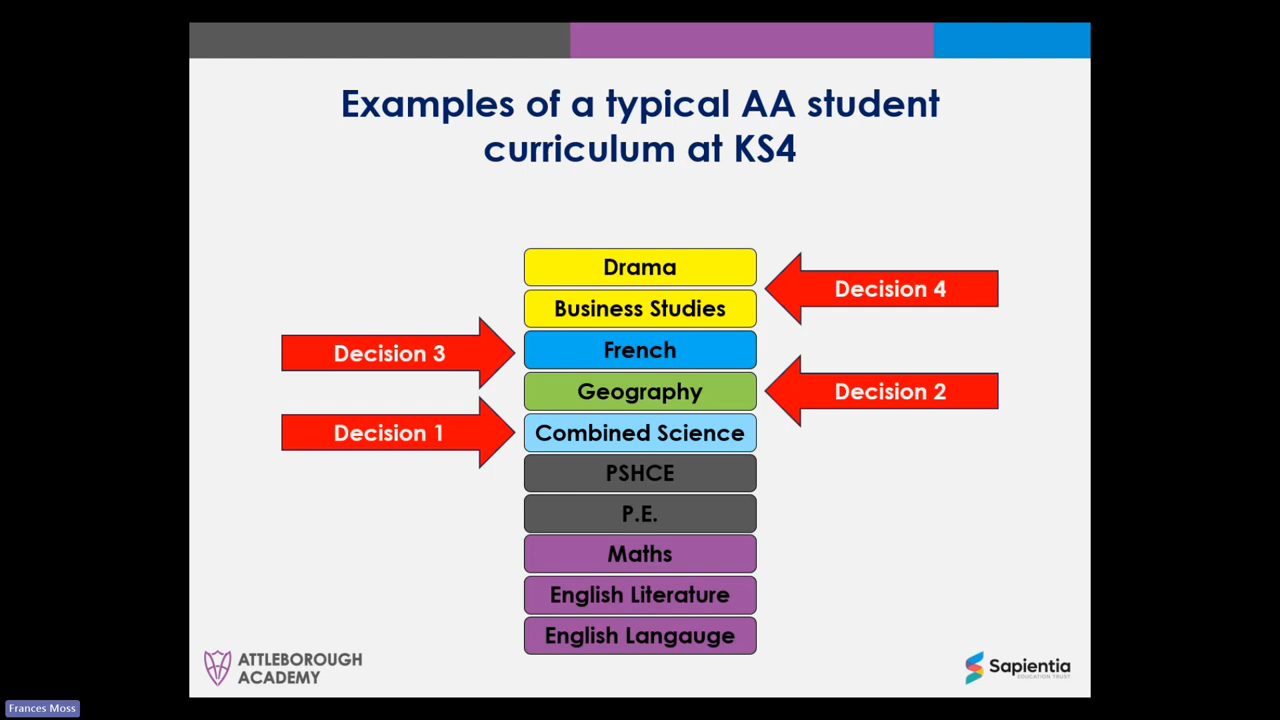 Examples of a typical AA student
curriculum at KS4
Drama
Decision 4
Business Studies
French
Decision 3
Geography
Decision 2
Combined Science
Decision 1
PSHCE
P.E.
Maths
English Literature
English Langauge
ATTLEBOROUGH
ACADEMY
Sapientia
EDUCATION TRUST
Frances Moss